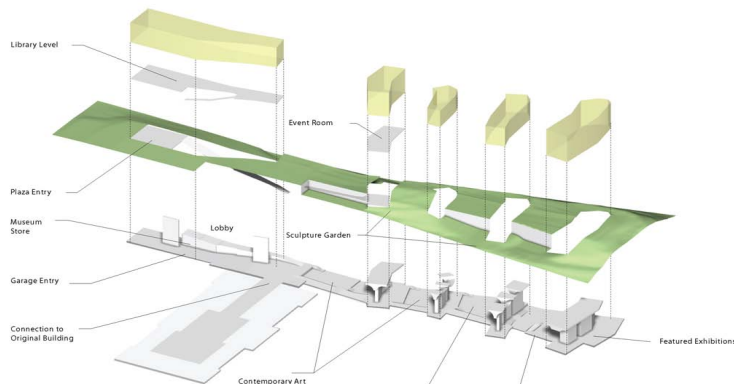 Library Level
Event Room
Plaza Entry
Museum
Store
Lobby
Sculpture Garden
Garage Entry
Connection to
Original Building
Featured Exhibitions
Contemporary Art